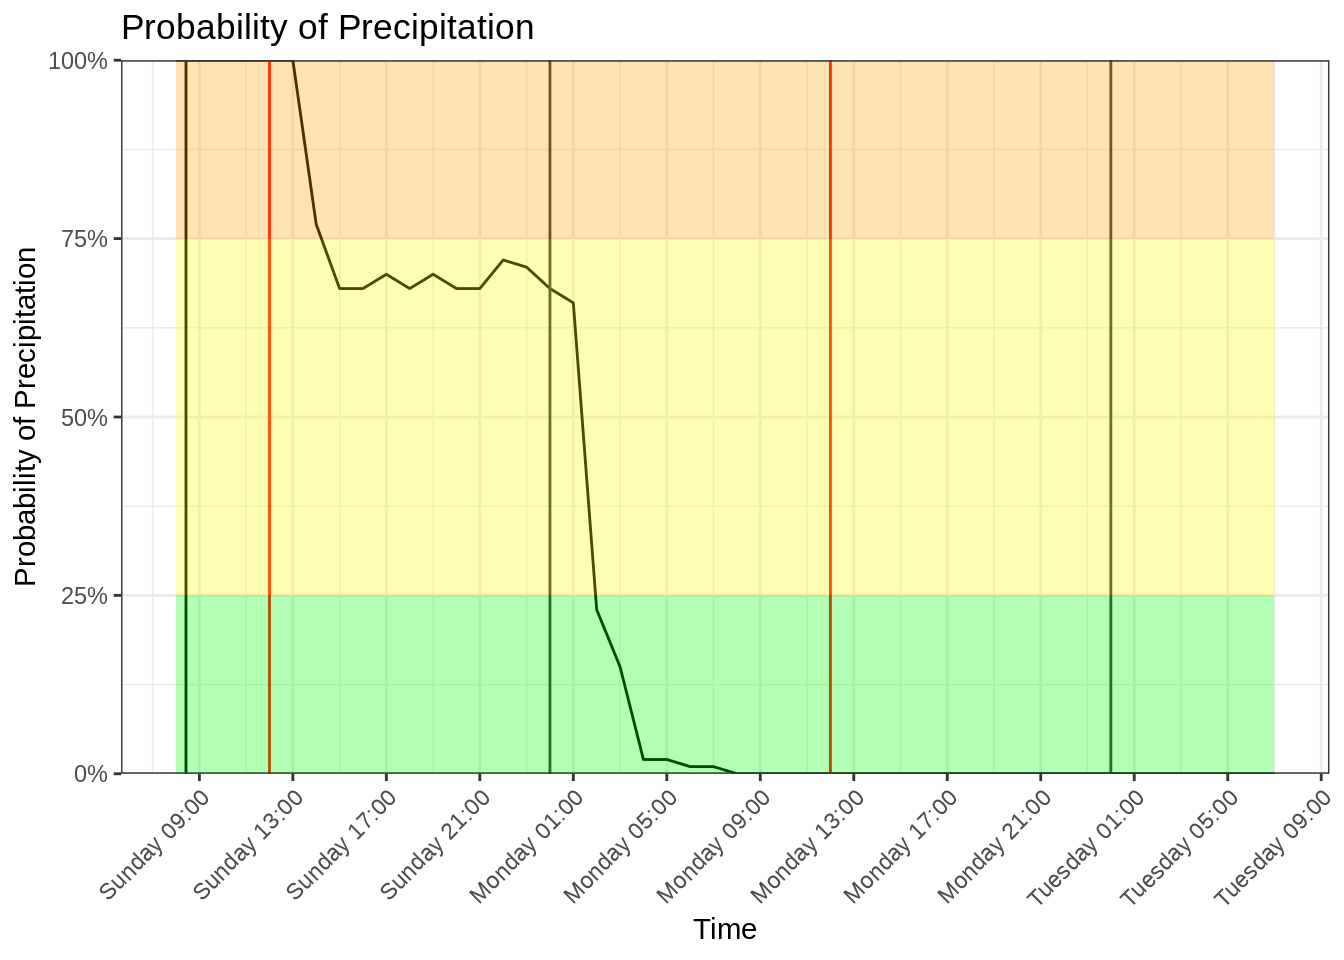 Probability of Precipitation
Probability of Precipitation
100%
75%
50%
25%
0%
Sunday 09:00
Sunday 13:00
Sunday 17:00
Sunday 21:00
Monday 01:00
Monday 05:00
Monday 09:00
Monday 13:00
Monday 17:00
Monday 21:00
Tuesday 01:00
Tuesday 05:00
Tuesday 09:00
Time